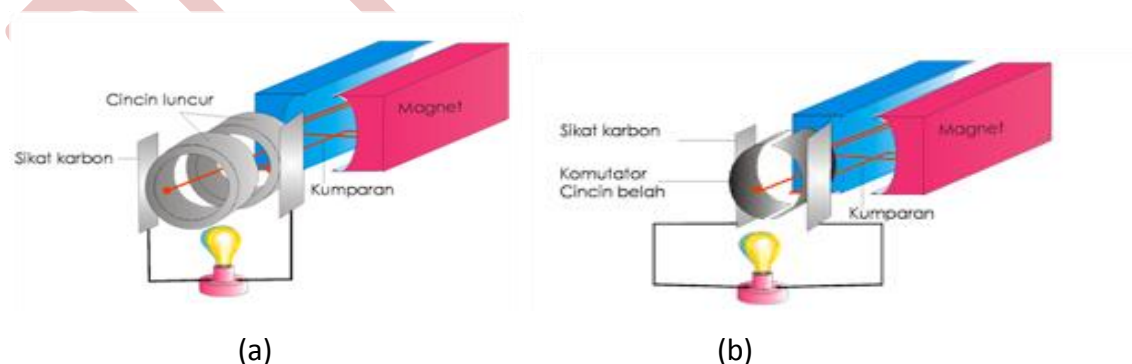 Cincin luncur
Magnet
Sikat karbon
Kumparan
Sikat karbon
Magnet
Komutator
Cincin belah
Kumparan
(a)
(b)